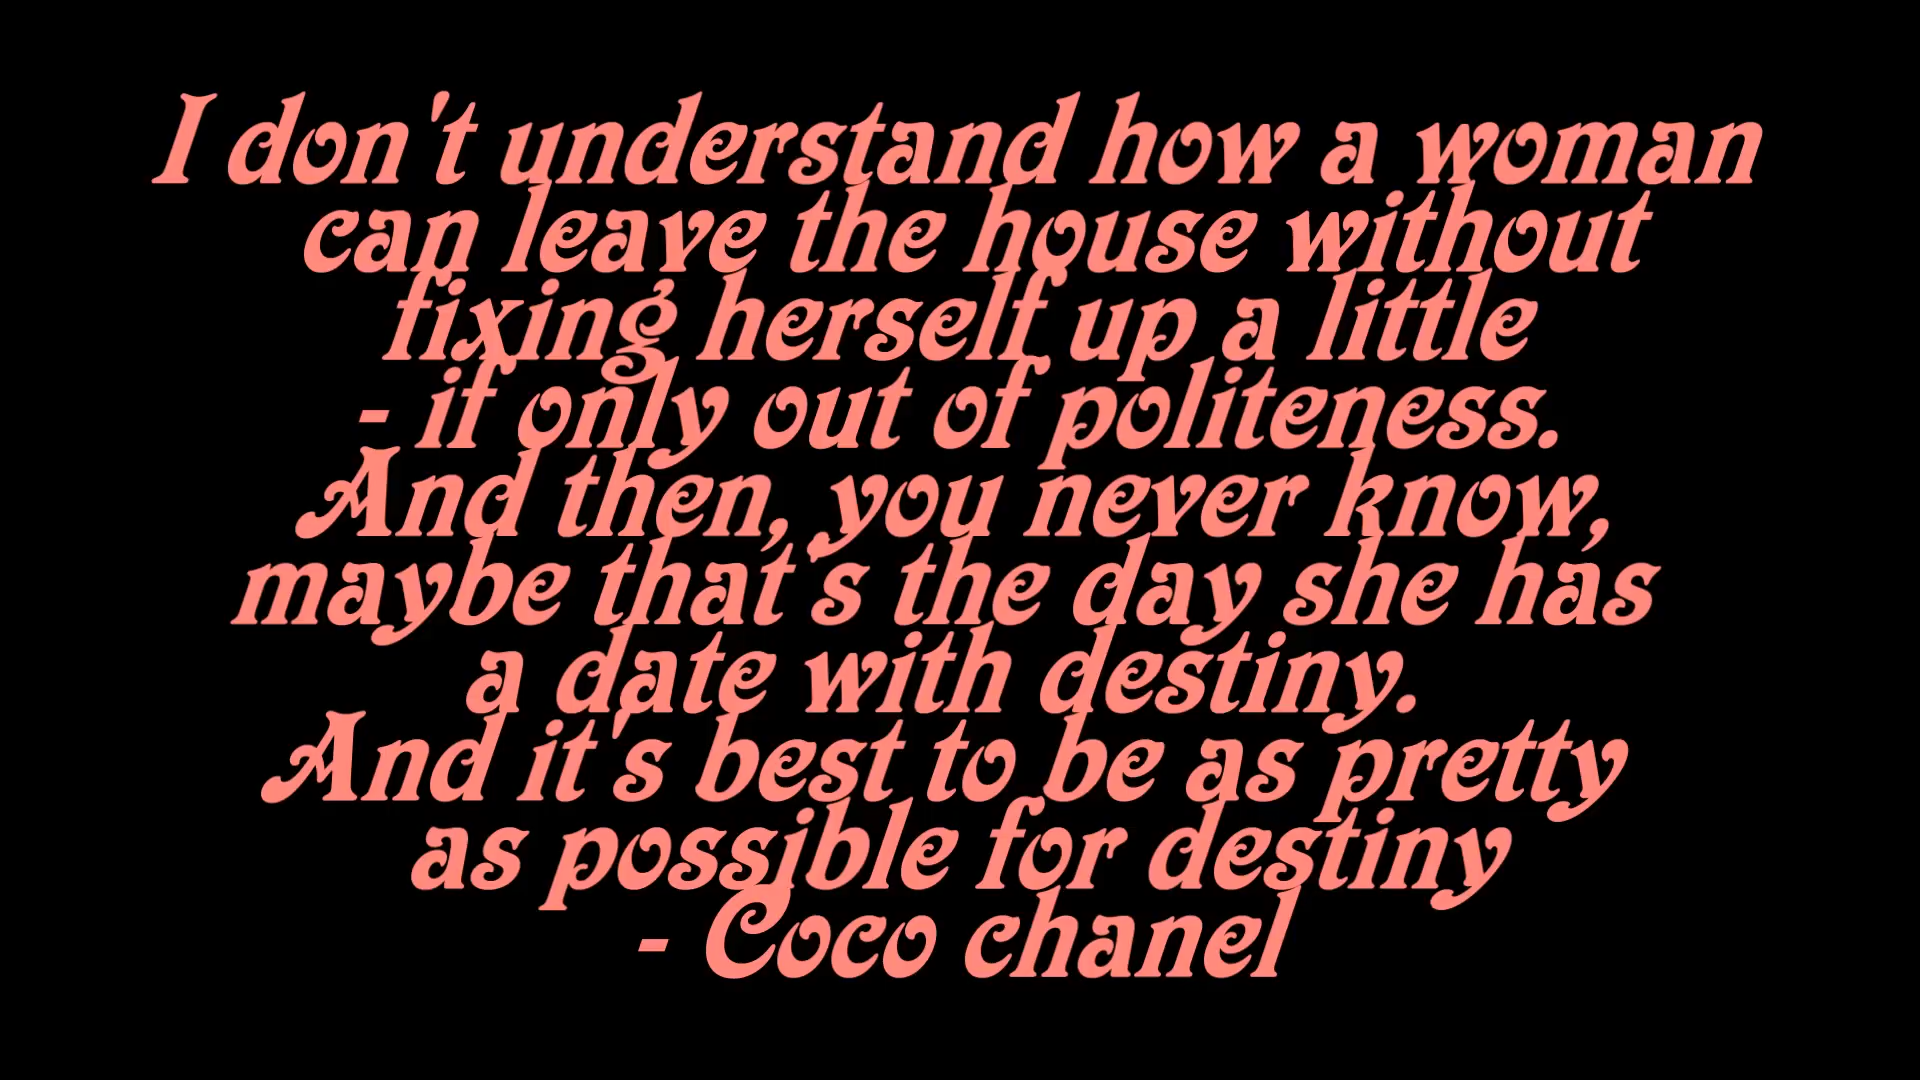 I don't understand how a woman
can leave the house without
fixing herself up a little
- if only out of politeness.
And then, you never know,
maybe that's the day she has
a date with destiny.
And it's best to be as pretty
as possible for destiny
- Coco chanel